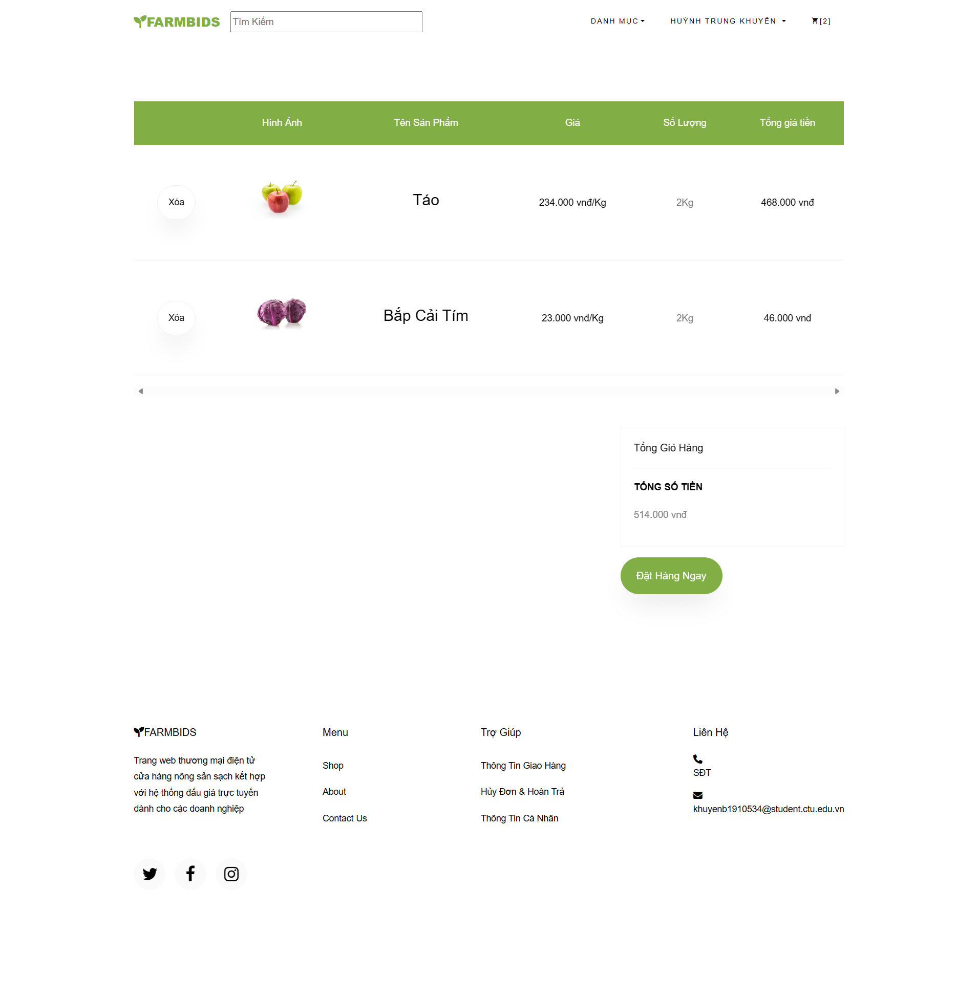 FARMBIDS
Tìm Kiếm
DANH MỤC
HUỲNH TRUNG KHUYẾN
[2]
Hình Ảnh
Tên Sản Phẩm
Giá
Số Lượng
Tổng giá tiền
Xóa
Táo
234.000 vnđ/Kg
2Kg
468.000 vnđ
Xóa
Bắp Cải Tím
23.000 vnđ/Kg
2Kg
46.000 vnđ
Tổng Giỏ Hàng
TỔNG SỐ TIỀN
514.000 vnđ
Đặt Hàng Ngay
FARMBIDS
Trang web thương mại điện tử
cửa hàng nông sản sạch kết hợp
với hệ thống đấu giá trực tuyến
dành cho các doanh nghiệp
Menu
Shop
About
Contact Us
Trợ Giúp
Thông Tin Giao Hàng
Hủy Đơn & Hoàn Trả
Thông Tin Cá Nhân
Liên Hệ
SĐT
khuyenb1910534@student.ctu.edu.vn